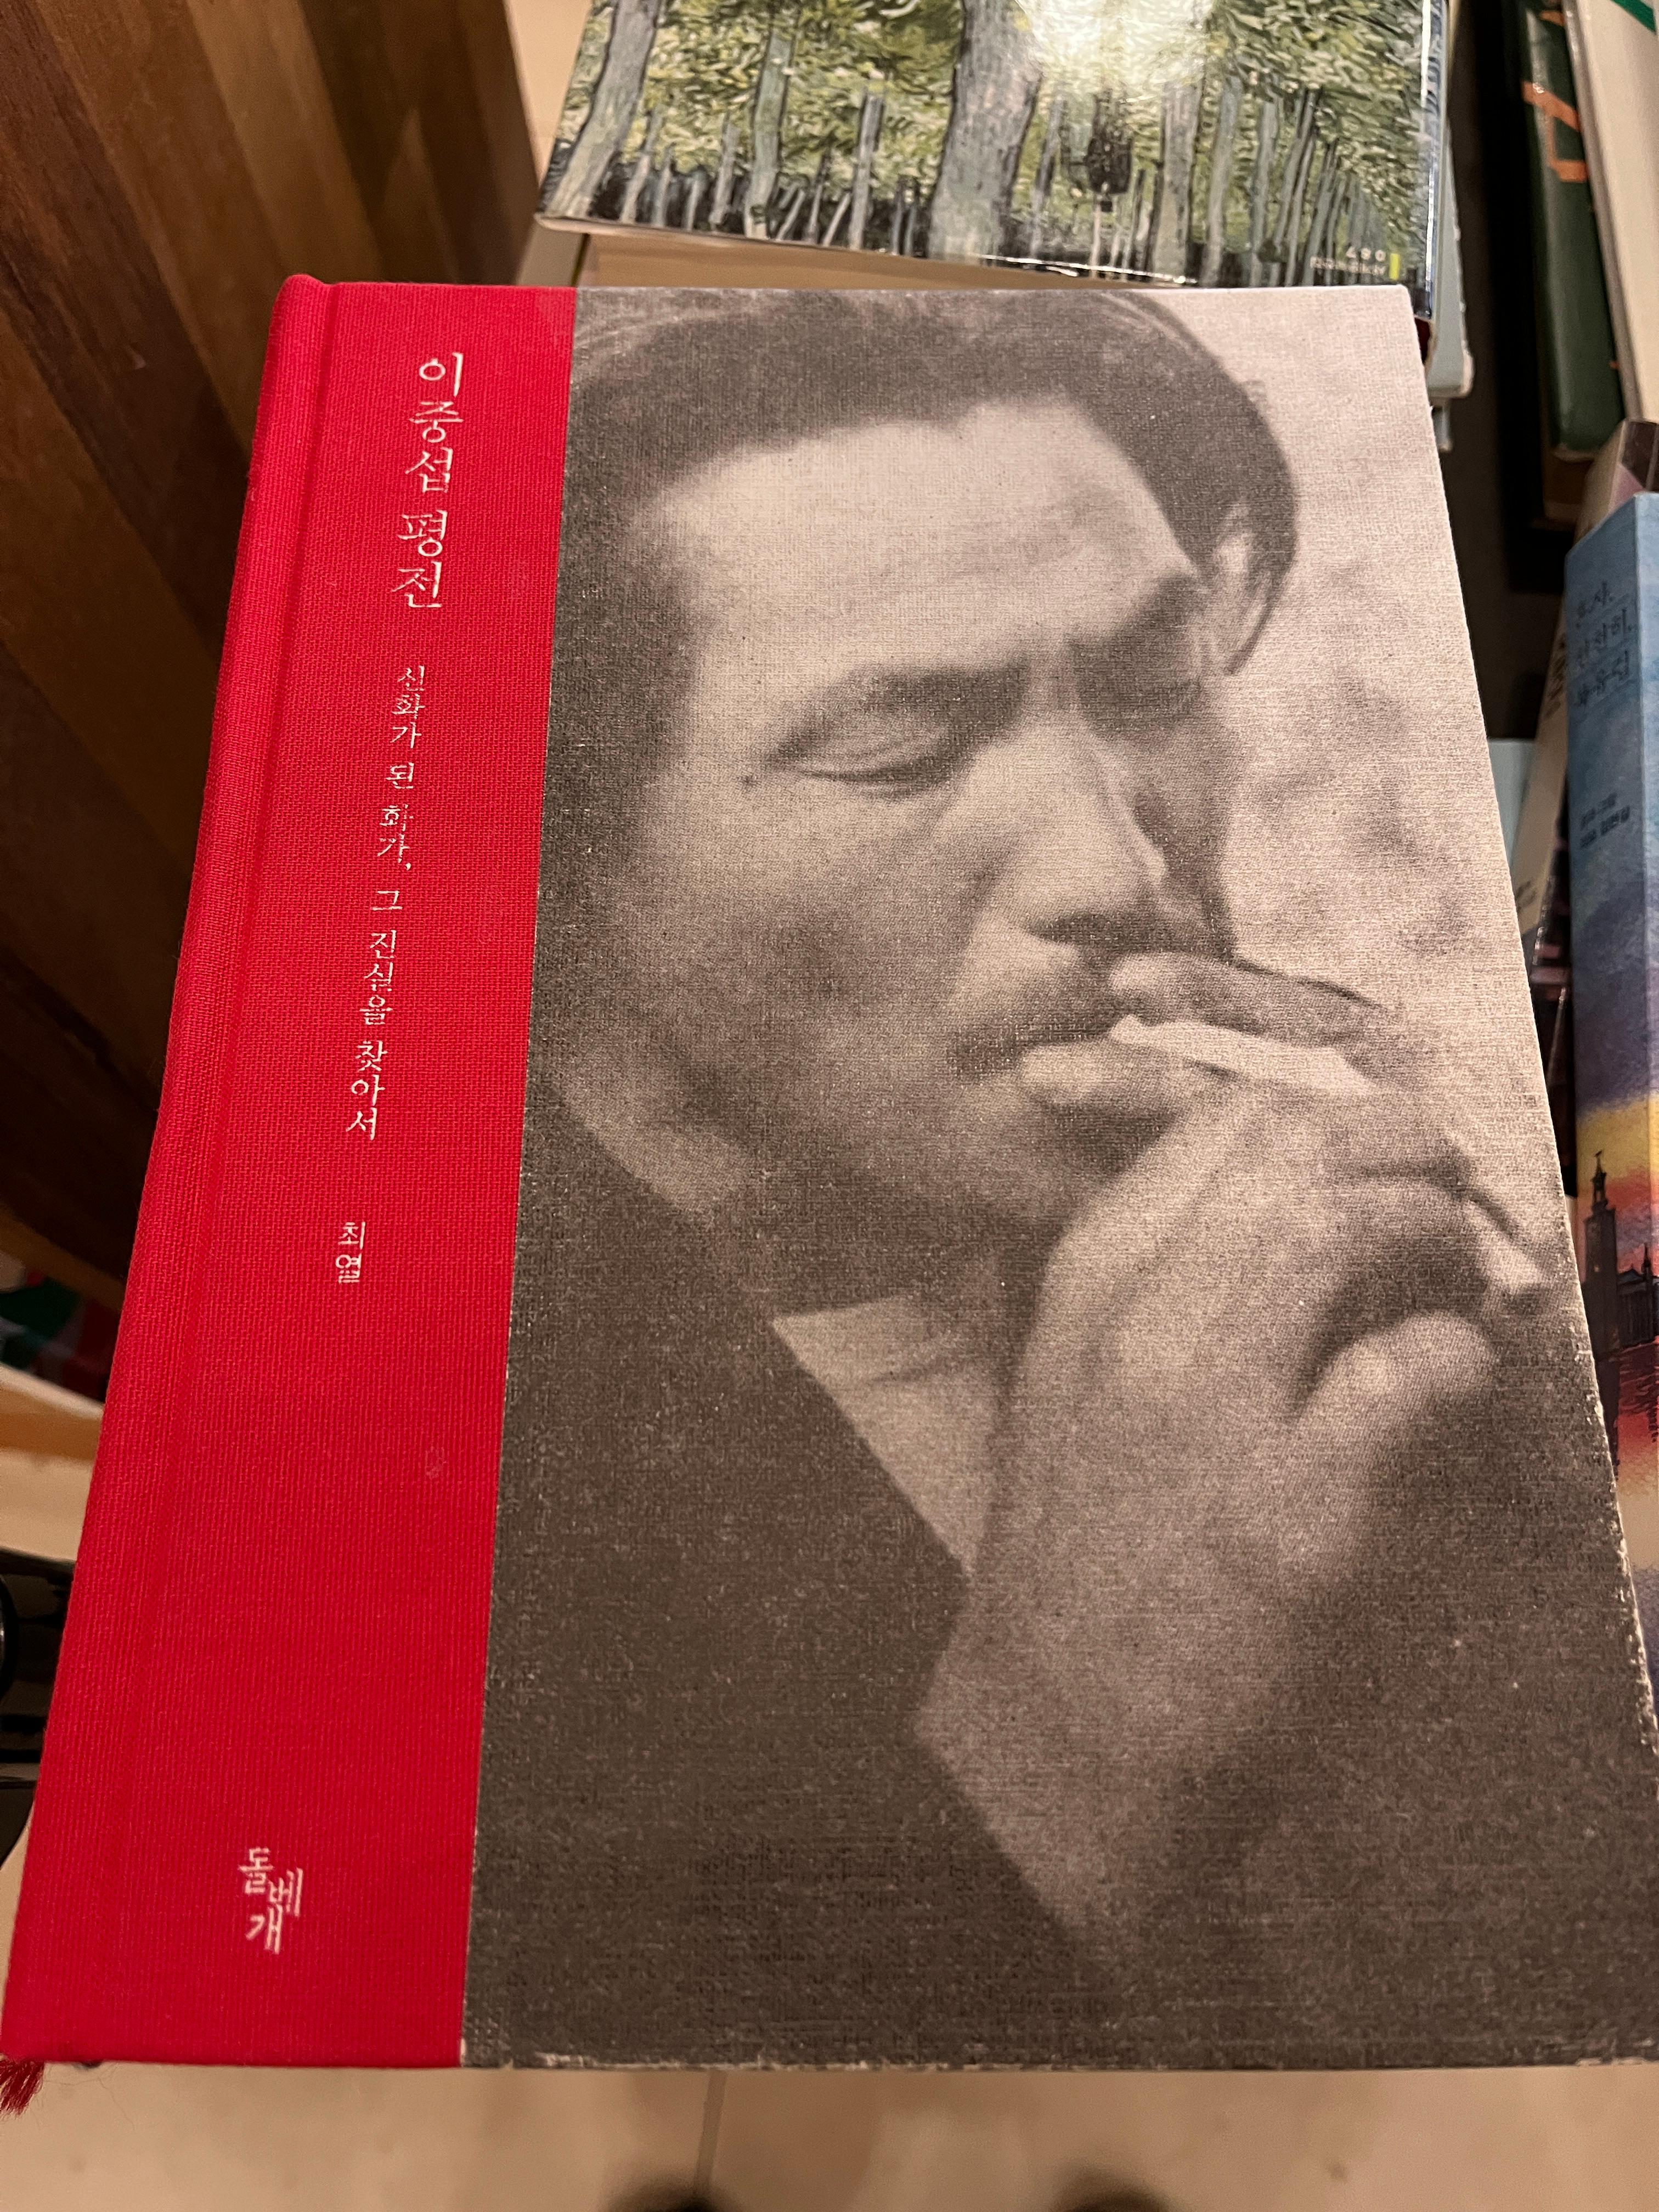 이중섭 평전
신화가 된 화가, 그 진실을 찾아서
최열
돌베개
087